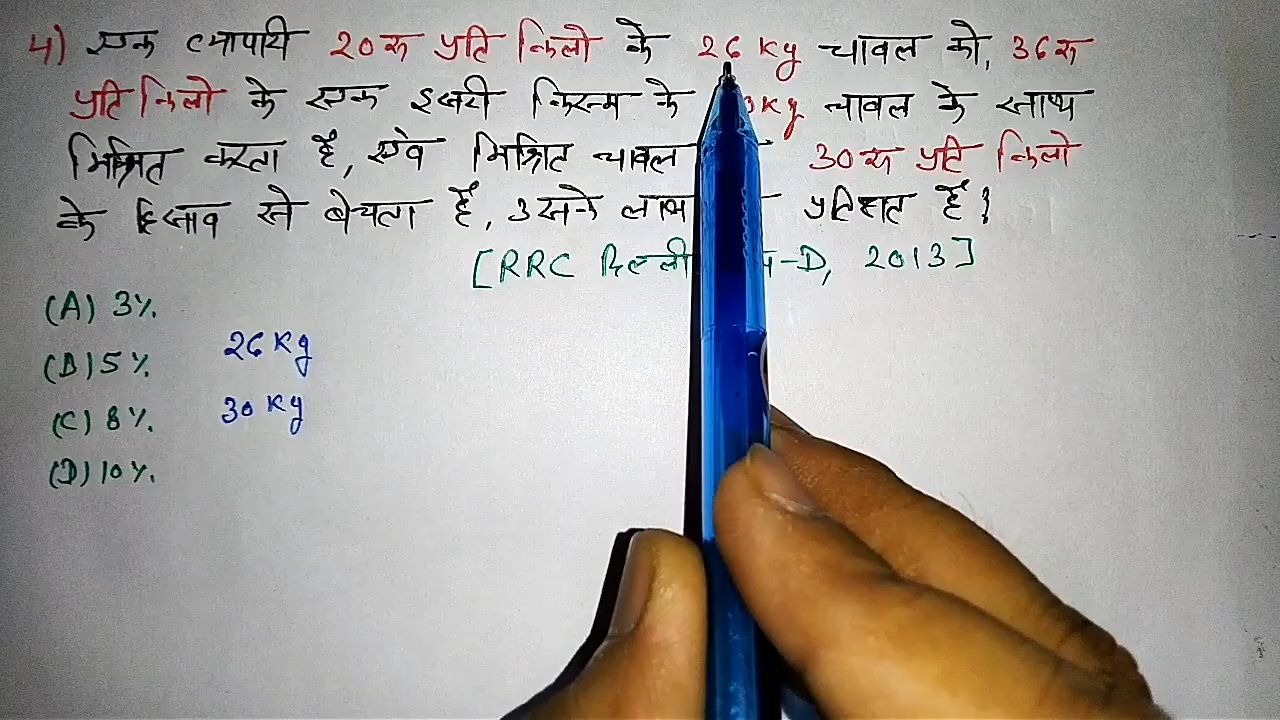 4) एक व्यापारी 20रू प्रति किलो के 26 Kg चावल को, 36रू
प्रति किलो के एक दूसरी किस्म के Kg चावल के साथ
मिश्रित करता है, एवं मिश्रित चावल 30रू प्रति किलो
के हिसाब से बेचता है, उसके लाभ प्रतिशत है?
[RRC दिल्ली -D, 2013]
(A) 3%.
(B) 5%.
(C) 8%.
(D) 10%.
26 Kg
30 Kg